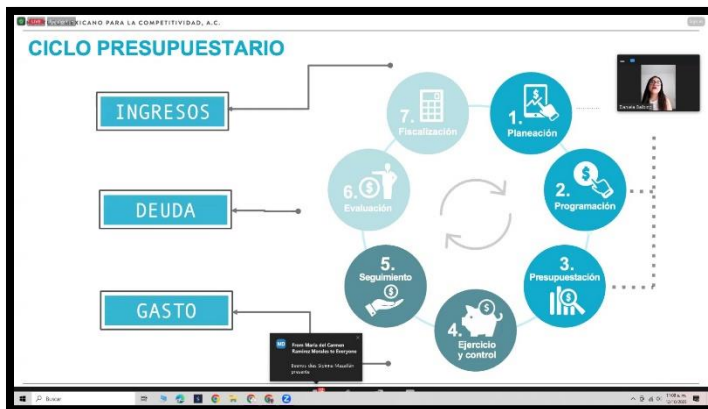 MEXICANO PARA LA COMPETITIVIDAD, A.C.
CICLO PRESUPUESTARIO
INGRESOS
DEUDA
GASTO
1.
Planeación
2.
Programación
3.
Presupuestación
4.
Ejercicio
y control
5.
Seguimiento
6.
Evaluación
7.
Fiscalización
From María del Carmen
Ramírez Morales to Everyone
Buscar